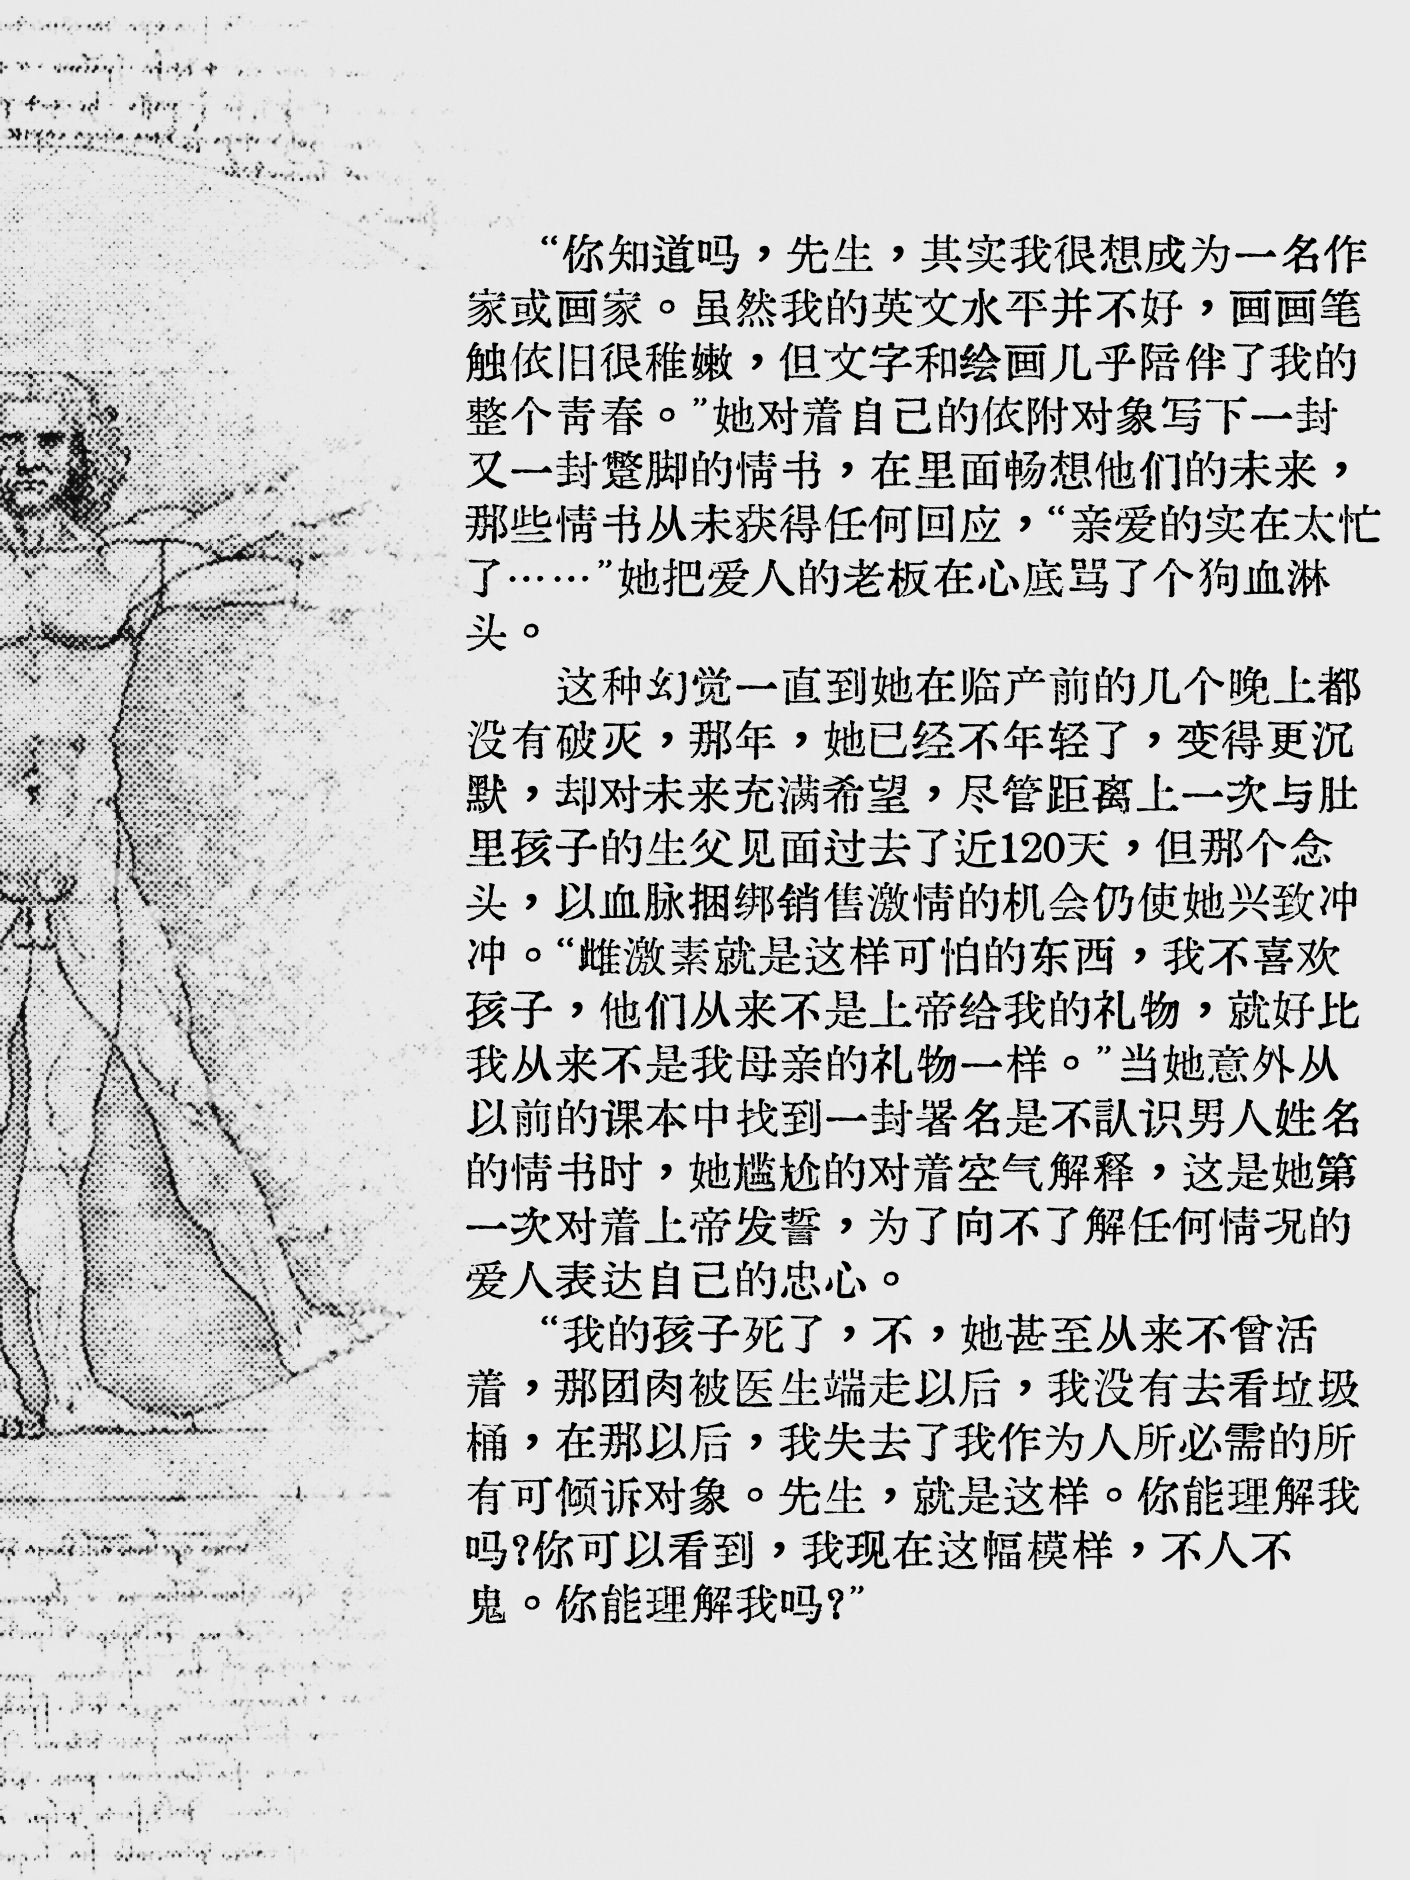 “你知道吗，先生，其实我很想成为一名作
家或画家。虽然我的英文水平并不好，画画笔
触依旧很稚嫩，但文字和绘画几乎陪伴了我的
整个青春。”她对着自己的依附对象写下一封
又一封蹩脚的情书，在里面畅想他们的未来，
那些情书从未获得任何回应，“亲爱的实在太忙
了……”她把爱人的老板在心底骂了个狗血淋
头。
这种幻觉一直到她在临产前的几个晚上都
没有破灭，那年，她已经不年轻了，变得更沉
默，却对未来充满希望，尽管距离上一次与肚
里孩子的生父见面过去了近120天，但那个念
头，以血脉捆绑销售激情的机会仍使她兴致冲
冲。“雌激素就是这样可怕的东西，我不喜欢
孩子，他们从来不是上帝给我的礼物，就好比
我从来不是我母亲的礼物一样。”当她意外从
以前的课本中找到一封署名是不認识男人姓名
的情书时，她尴尬的对着空气解释，这是她第
一次对着上帝发誓，为了向不了解任何情况的
爱人表达自己的忠心。
“我的孩子死了，不，她甚至从来不曾活
着，那团肉被医生端走以后，我没有去看垃圾
桶，在那以后，我失去了我作为人所必需的所
有可倾诉对象。先生，就是这样。你能理解我
吗?你可以看到，我现在这幅模样，不人不
鬼。你能理解我吗?”